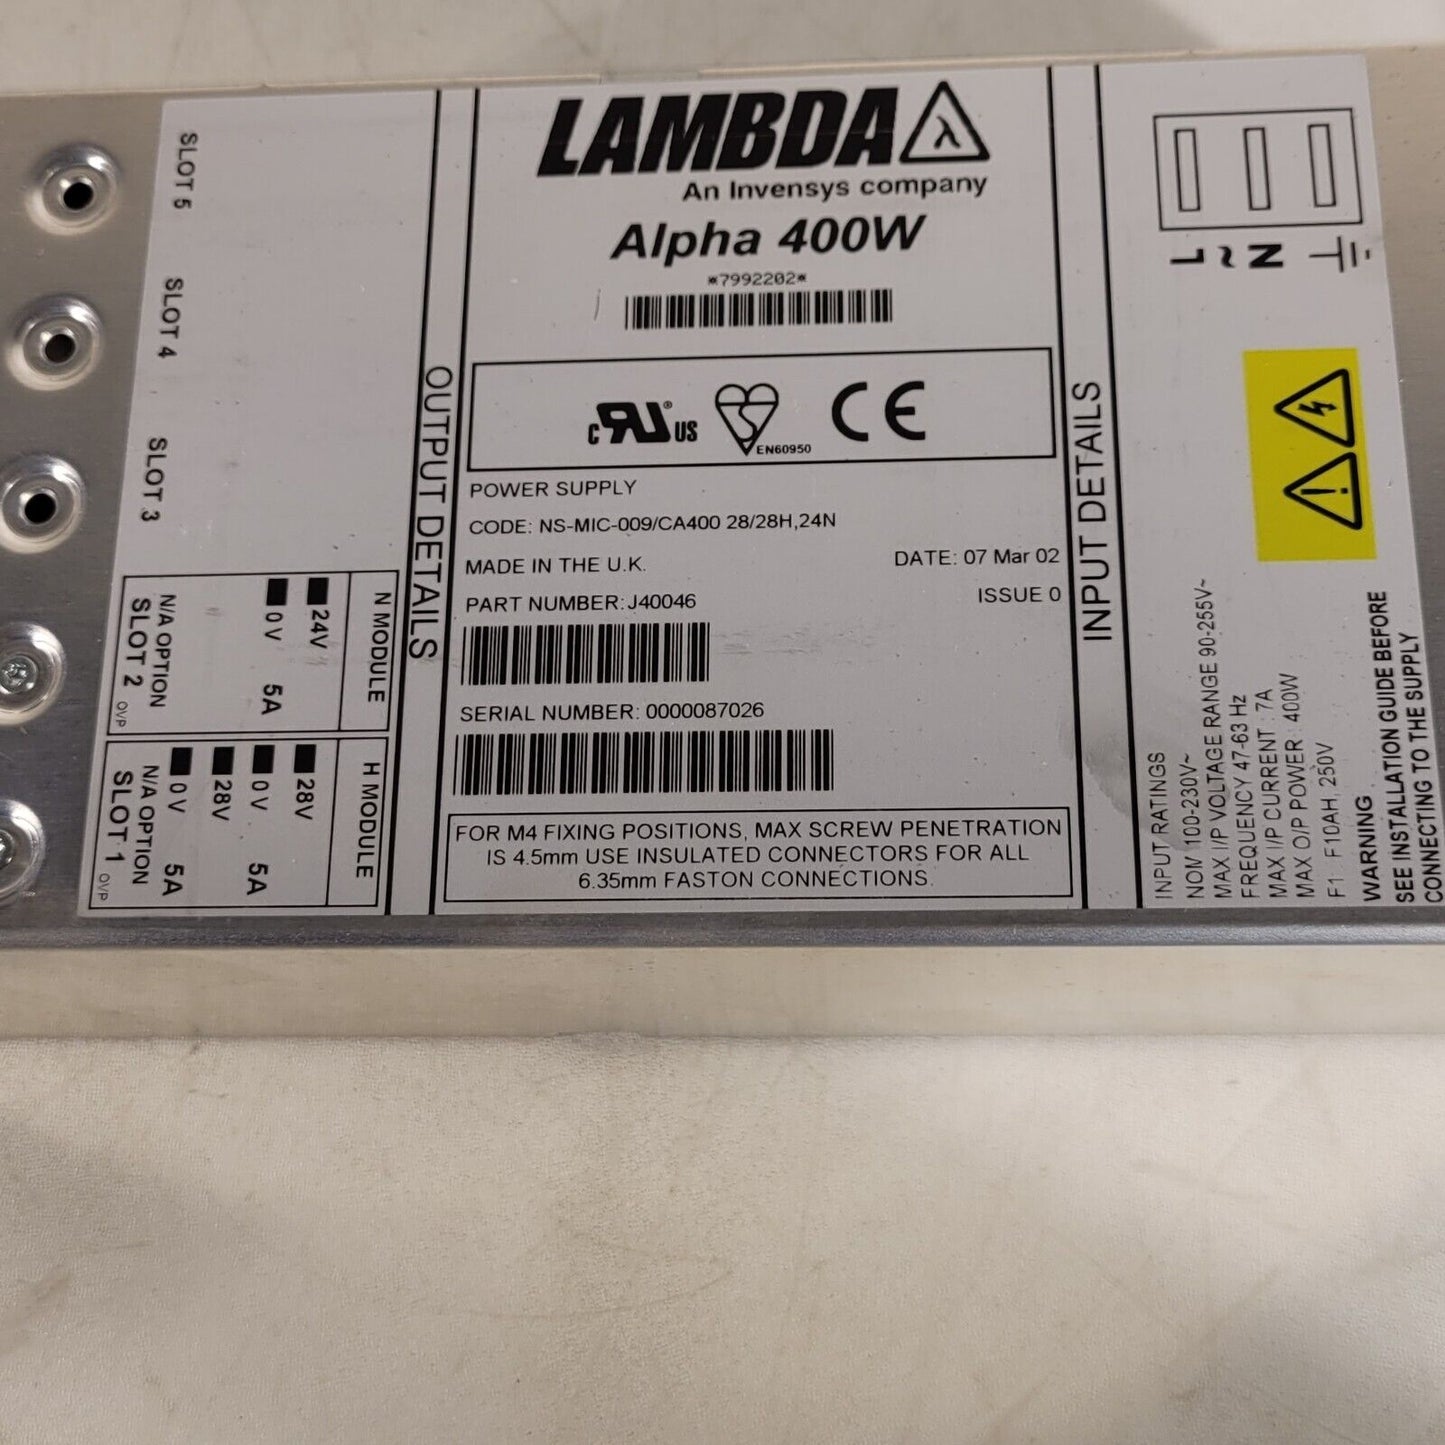 LAMBDA λ
An Invensys company
Alpha 400W
*7992202*
c RU® US
EN60950
CE
POWER SUPPLY
CODE: NS-MIC-009/CA400 28/28H,24N
MADE IN THE U.K.
DATE: 07 Mar 02
PART NUMBER: J40046
ISSUE 0
SERIAL NUMBER: 0000087026
FOR M4 FIXING POSITIONS, MAX SCREW PENETRATION
IS 4.5mm USE INSULATED CONNECTORS FOR ALL
6.35mm FASTON CONNECTIONS.
OUTPUT DETAILS
SLOT 5
SLOT 4
SLOT 3
N MODULE
24V
0V 5A
N/A OPTION
SLOT 2 OVP
H MODULE
28V
0V 5A
28V
0V 5A
N/A OPTION
SLOT 1 OVP
INPUT DETAILS
L ~ N
INPUT RATINGS
NOM 100-230V~
MAX I/P VOLTAGE RANGE 90-255V~
FREQUENCY 47-63 Hz
MAX I/P CURRENT : 7A
MAX O/P POWER : 400W
F1 F10AH, 250V
WARNING
SEE INSTALLATION GUIDE BEFORE
CONNECTING TO THE SUPPLY